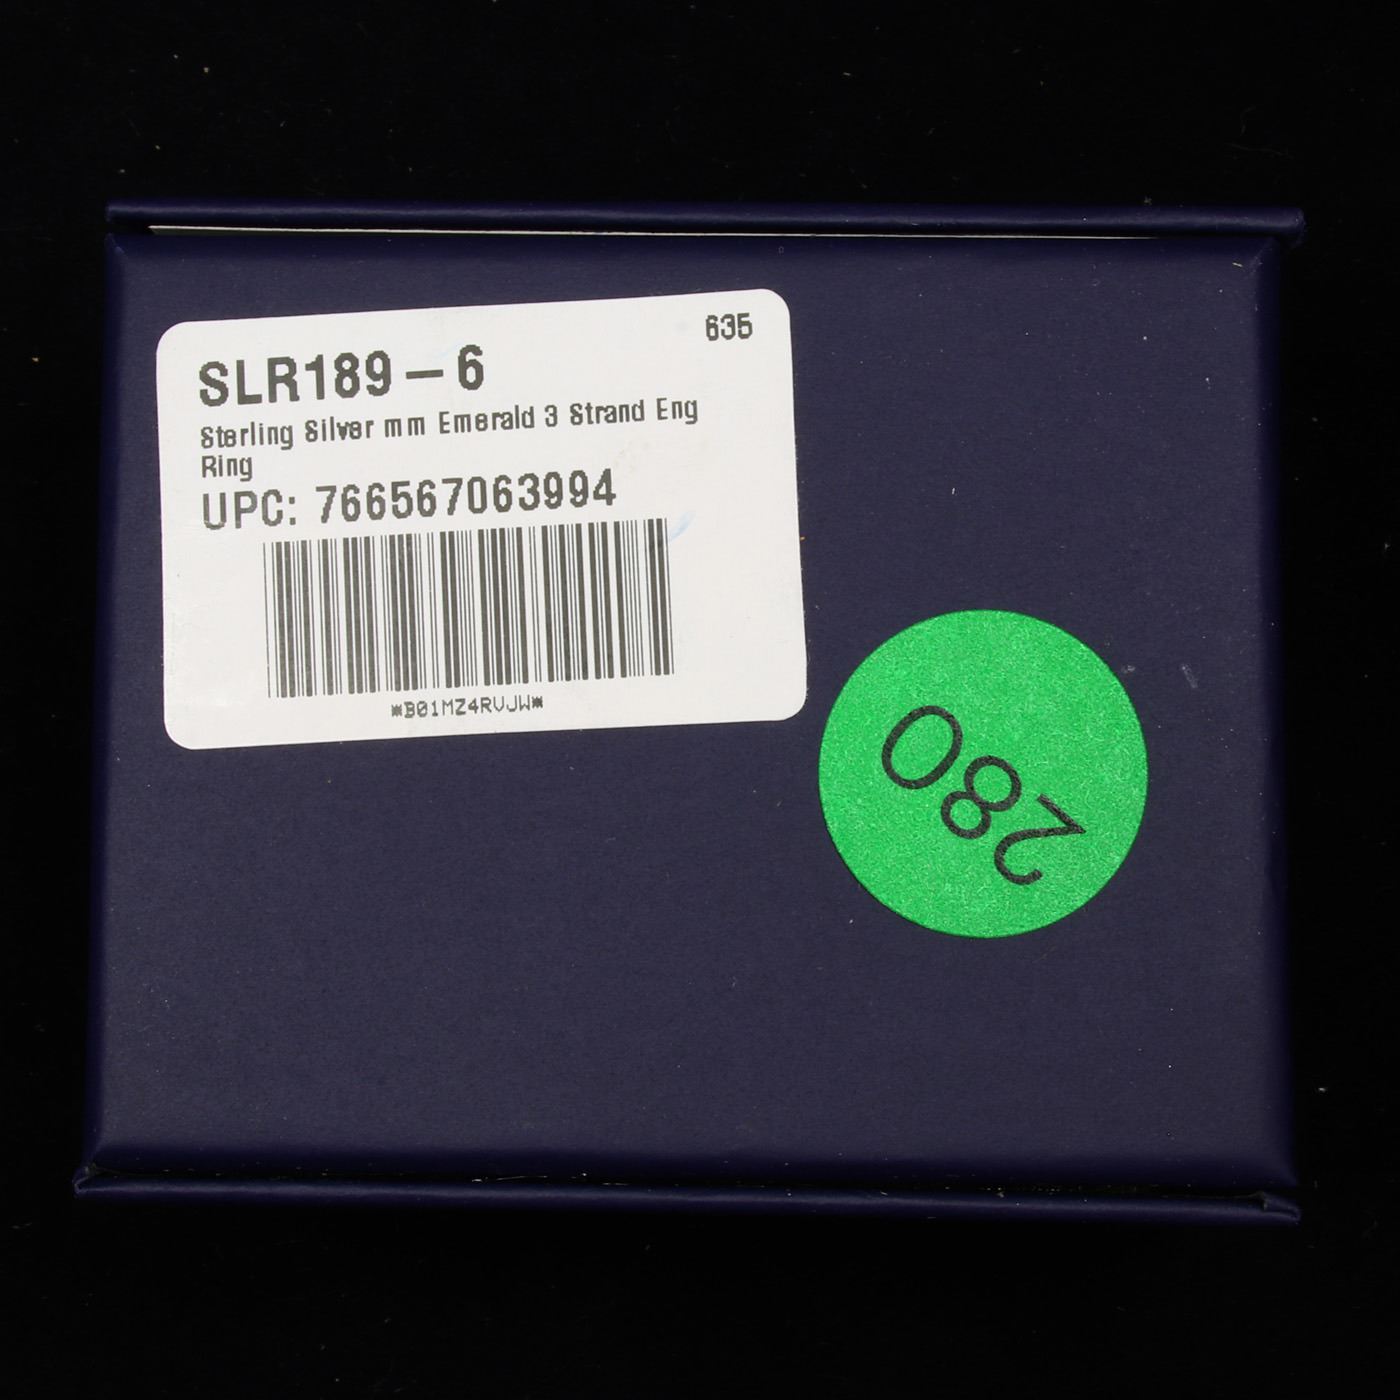 635
SLR189-6
Sterling Silver mm Emerald 3 Strand Eng
Ring
UPC: 766567063994
*B01MZ4RVJW*
280